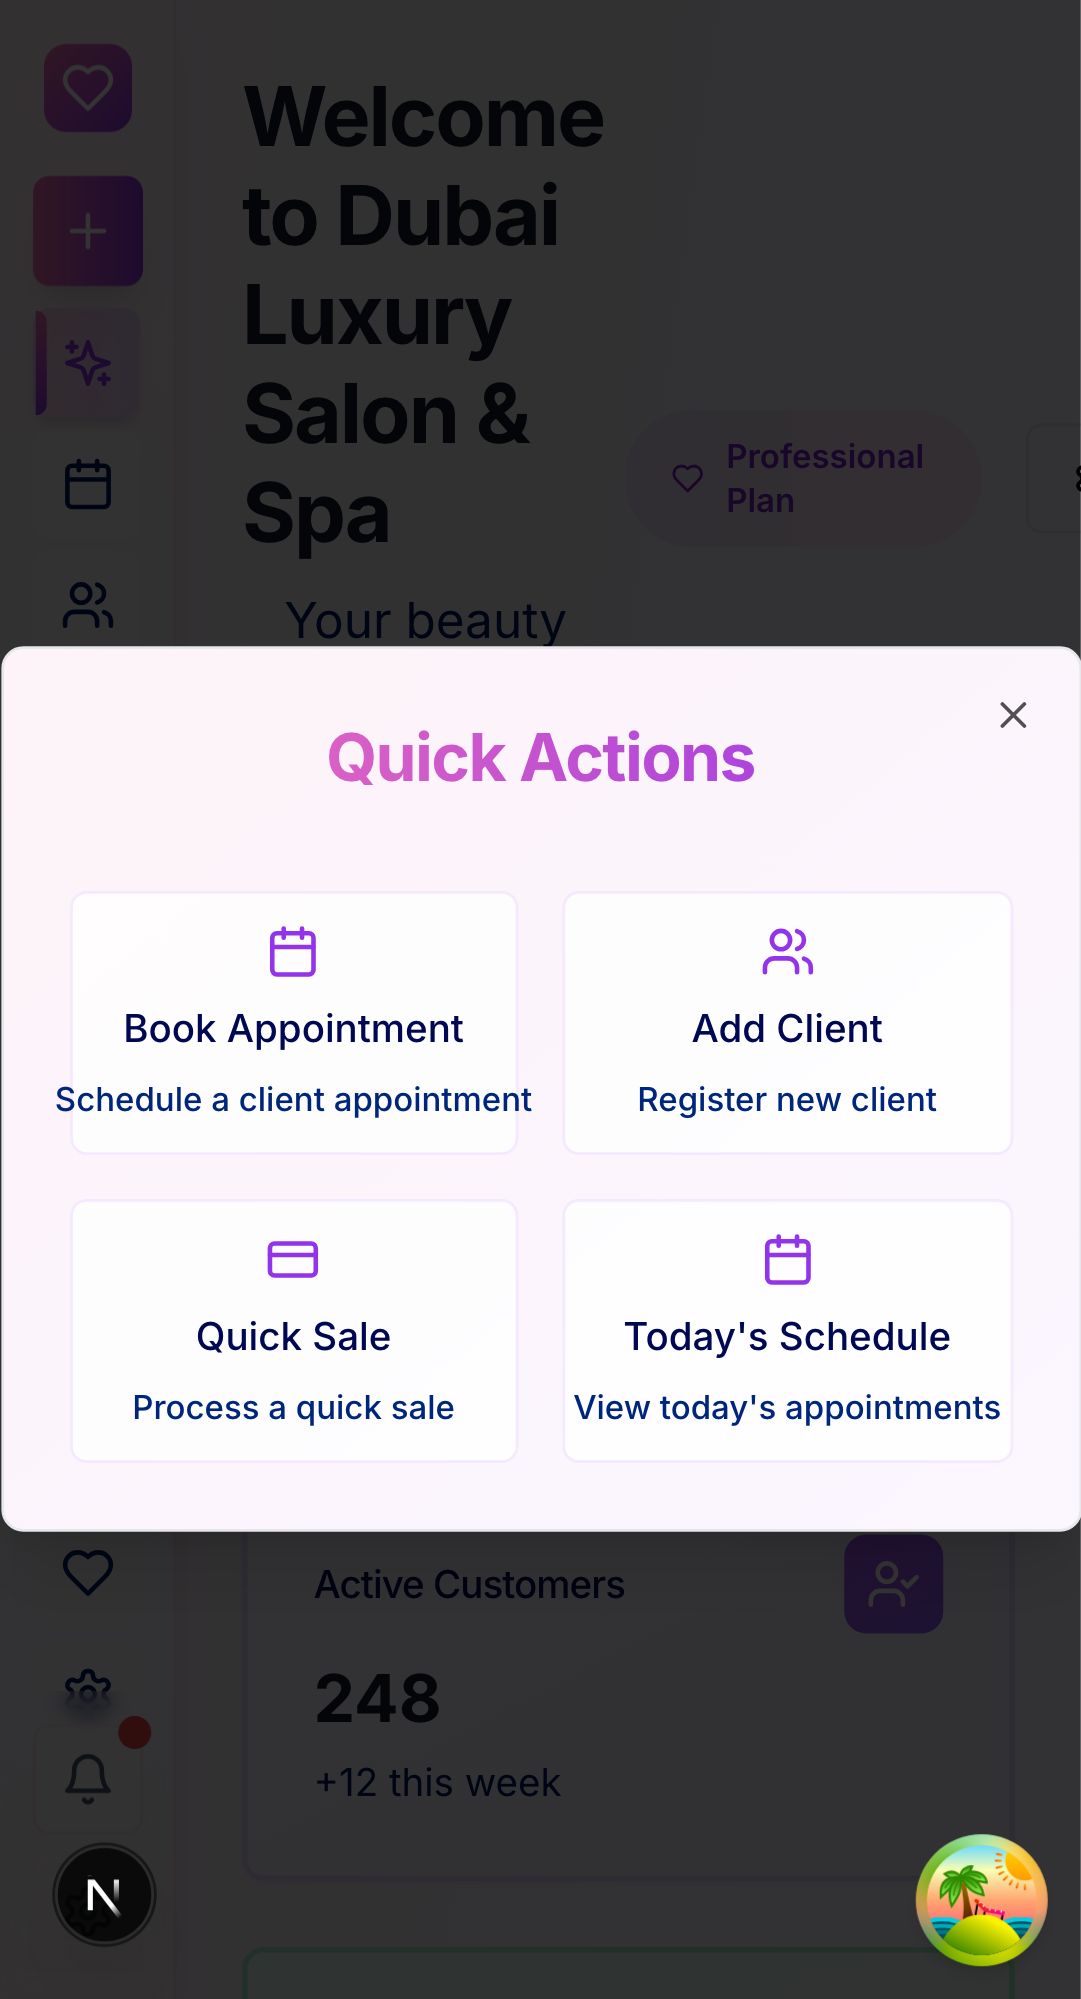 Welcome
to Dubai
Luxury
Salon &
Spa
Professional
Plan
Your beauty
Quick Actions
Book Appointment
Schedule a client appointment
Add Client
Register new client
Quick Sale
Process a quick sale
Today's Schedule
View today's appointments
Active Customers
248
+12 this week
N